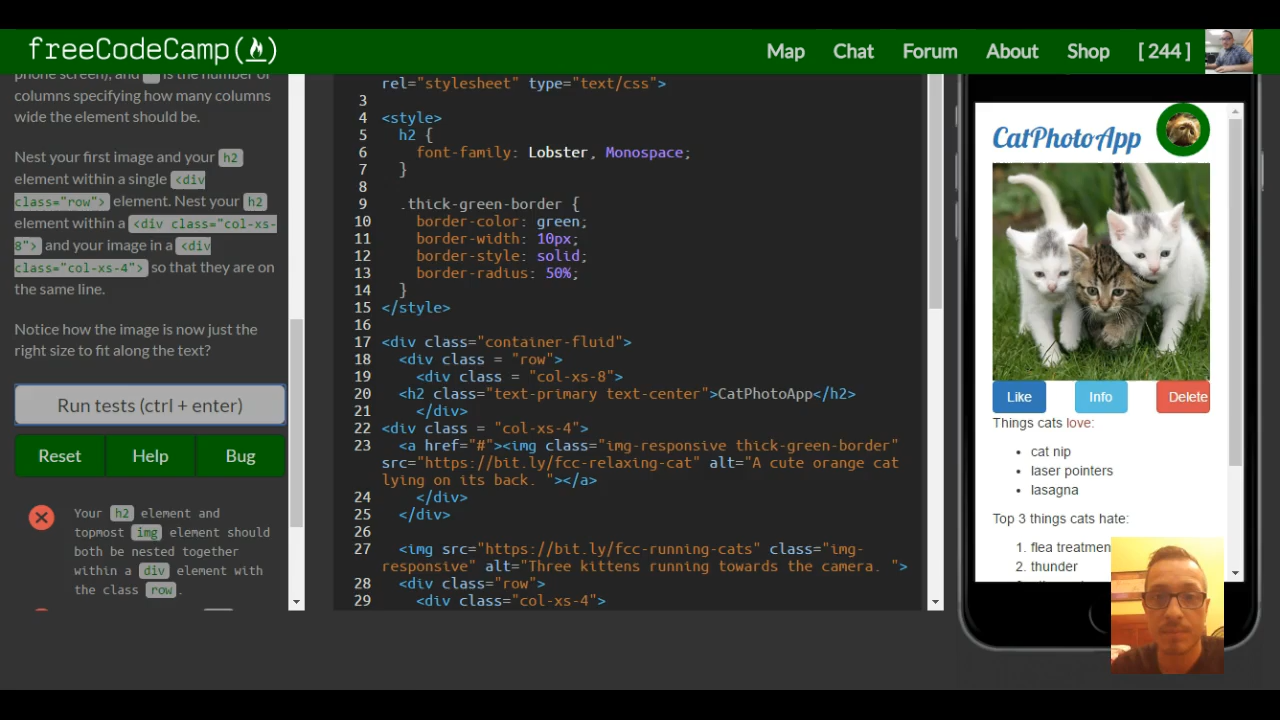 freeCodeCamp(🔥)
Map Chat Forum About Shop [ 244 ]
phone screen), and is the number of
columns specifying how many columns
wide the element should be.
Nest your first image and your h2
element within a single <div
class="row"> element. Nest your h2
element within a <div class="col-xs-
8"> and your image in a <div
class="col-xs-4"> so that they are on
the same line.
Notice how the image is now just the
right size to fit along the text?
Run tests (ctrl + enter)
Reset Help Bug
Your h2 element and
topmost img element should
both be nested together
within a div element with
the class row.
rel="stylesheet" type="text/css">
3
4 <style>
5 h2 {
6 font-family: Lobster, Monospace;
7 }
8
9 .thick-green-border {
10 border-color: green;
11 border-width: 10px;
12 border-style: solid;
13 border-radius: 50%;
14 }
15 </style>
16
17 <div class="container-fluid">
18 <div class = "row">
19 <div class = "col-xs-8">
20 <h2 class="text-primary text-center">CatPhotoApp</h2>
21 </div>
22 <div class = "col-xs-4">
23 <a href="#"><img class="img-responsive thick-green-border"
src="https://bit.ly/fcc-relaxing-cat" alt="A cute orange cat
lying on its back. "></a>
24 </div>
25 </div>
26
27 <img src="https://bit.ly/fcc-running-cats" class="img-
responsive" alt="Three kittens running towards the camera. ">
28 <div class="row">
29 <div class="col-xs-4">
CatPhotoApp
Like Info Delete
Things cats love:
• cat nip
• laser pointers
• lasagna
Top 3 things cats hate:
1. flea treatmen
2. thunder